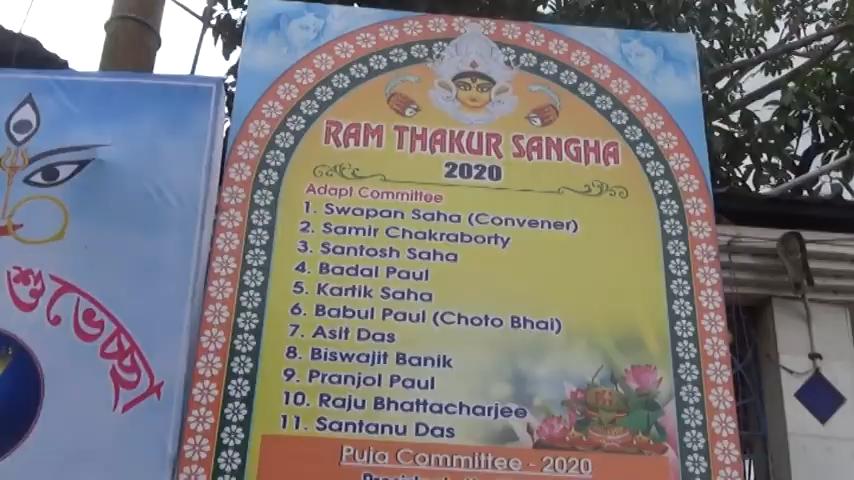 RAM THAKUR SANGHA
2020
Adapt Committee
1. Swapan Saha (Convener)
2. Samir Chakraborty
3. Santosh Saha
4. Badal Paul
5. Kartik Saha
6. Babul Paul (Choto Bhai)
7. Asit Das
8. Biswajit Banik
9. Pranjol Paul
10. Raju Bhattacharjee
11. Santanu Das
Puja Committee - 2020
শুভেচ্ছা